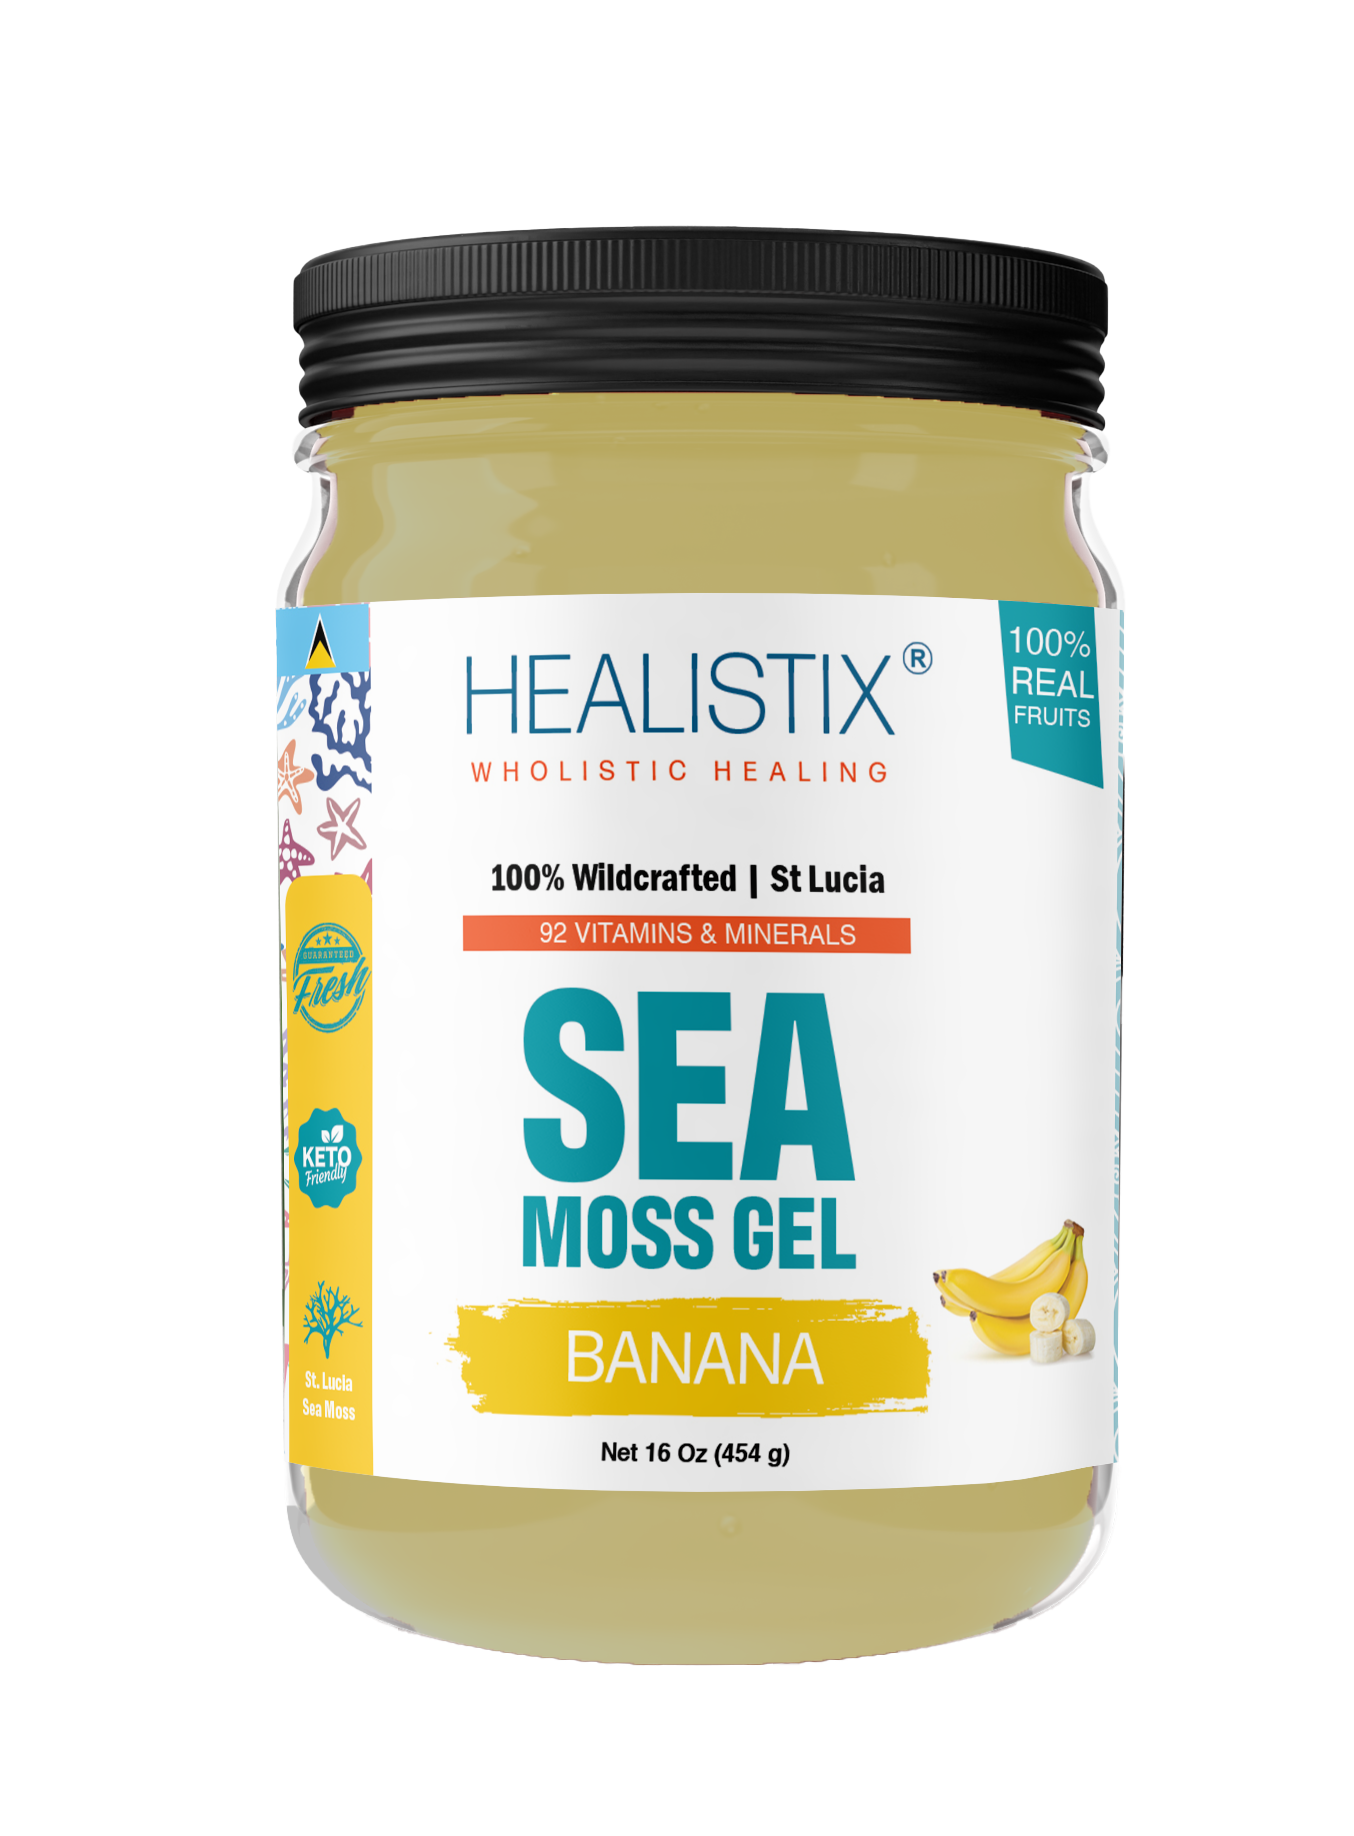 HEALISTIX®
WHOLISTIC HEALING
100%
REAL
FRUITS
100% Wildcrafted | St Lucia
92 VITAMINS & MINERALS
SEA
MOSS GEL
BANANA
Net 16 Oz (454 g)
GUARANTEED
Fresh
KETO
Friendly
St. Lucia
Sea Moss